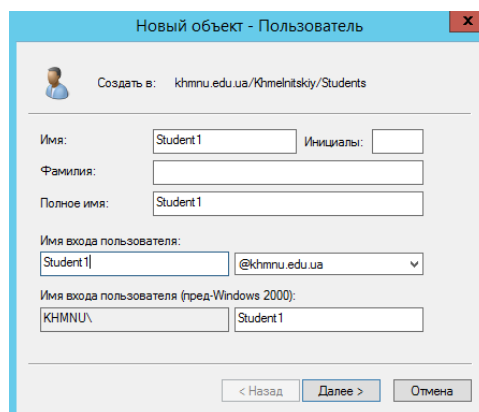 Новый объект - Пользователь
x
Создать в: khmnu.edu.ua/Khmelnitskiy/Students
Имя: Student1 Инициалы:
Фамилия:
Полное имя: Student1
Имя входа пользователя:
Student1 @khmnu.edu.ua
Имя входа пользователя (пред-Windows 2000):
KHMNU\ Student1
< Назад Далее > Отмена